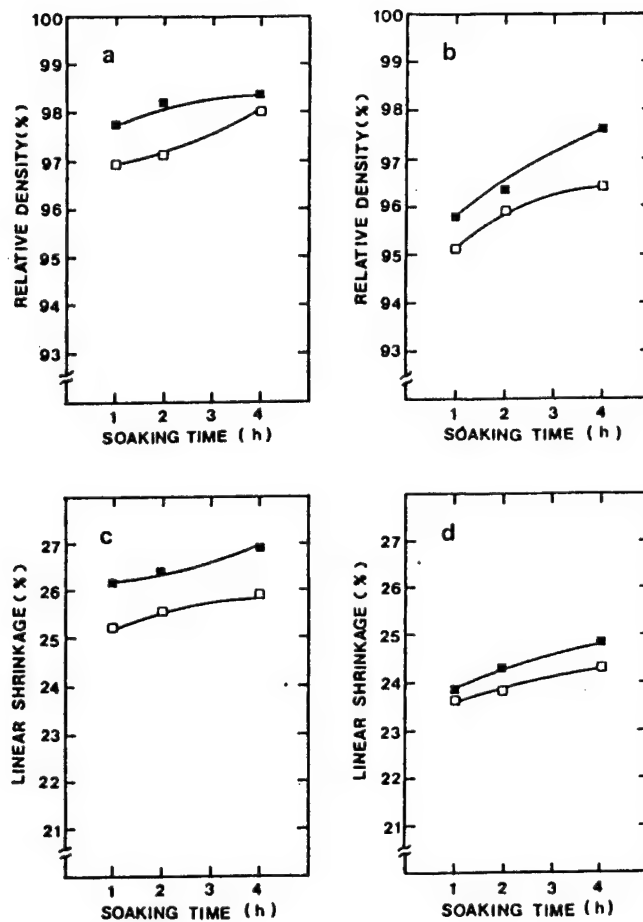 a
100
99
98
97
96
95
94
93
RELATIVE DENSITY(%)
1 2 3 4
SOAKING TIME (h)
b
100
99
98
97
96
95
94
93
RELATIVE DENSITY (%)
1 2 3 4
SOAKING TIME (h)
c
27
26
25
24
23
22
21
LINEAR SHRINKAGE (%)
1 2 3 4
SOAKING TIME (h)
d
27
26
25
24
23
22
21
LINEAR SHRINKAGE (%)
1 2 3 4
SOAKING TIME (h)